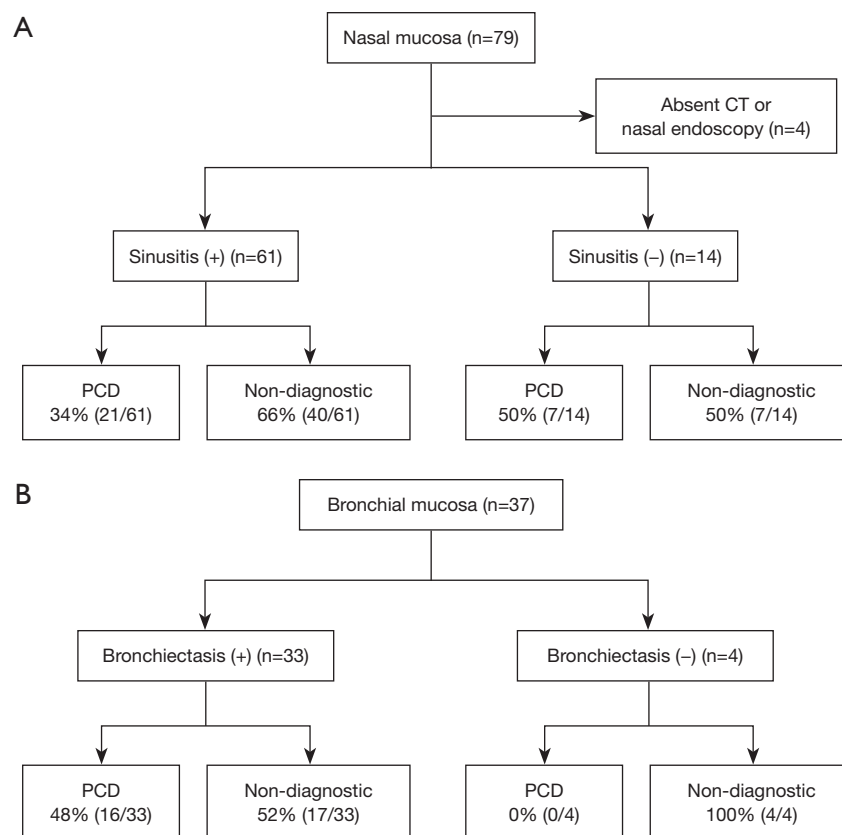 A
Nasal mucosa (n=79)
Absent CT or
nasal endoscopy (n=4)
Sinusitis (+) (n=61)
Sinusitis (–) (n=14)
PCD
34% (21/61)
Non-diagnostic
66% (40/61)
PCD
50% (7/14)
Non-diagnostic
50% (7/14)
B
Bronchial mucosa (n=37)
Bronchiectasis (+) (n=33)
Bronchiectasis (–) (n=4)
PCD
48% (16/33)
Non-diagnostic
52% (17/33)
PCD
0% (0/4)
Non-diagnostic
100% (4/4)